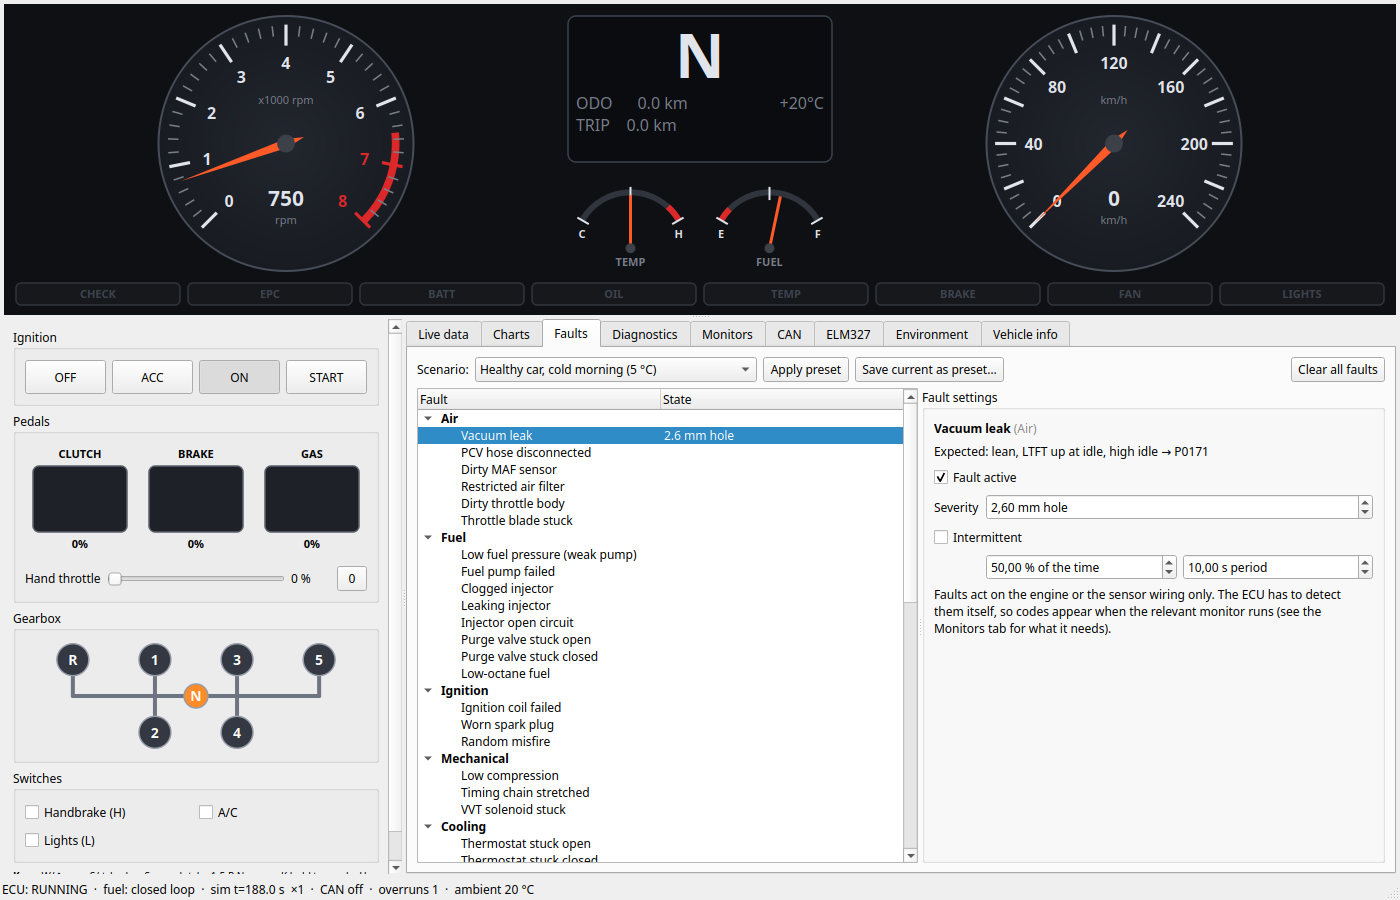 4
3
5
2
6
1
7
0
8
x1000 rpm
750
rpm
N
ODO 0.0 km +20°C
TRIP 0.0 km
C H
TEMP
E F
FUEL
120
80 160
km/h
40 200
0 240
0
km/h
CHECK EPC BATT OIL TEMP BRAKE FAN LIGHTS
Ignition
OFF ACC ON START
Pedals
CLUTCH BRAKE GAS
0% 0% 0%
Hand throttle 0 % 0
Gearbox
R 1 3 5
N
2 4
Switches
Handbrake (H) A/C
Lights (L)
Live data Charts Faults Diagnostics Monitors CAN ELM327 Environment Vehicle info
Scenario: Healthy car, cold morning (5 °C) Apply preset Save current as preset... Clear all faults
Fault State
Air
Vacuum leak 2.6 mm hole
PCV hose disconnected
Dirty MAF sensor
Restricted air filter
Dirty throttle body
Throttle blade stuck
Fuel
Low fuel pressure (weak pump)
Fuel pump failed
Clogged injector
Leaking injector
Injector open circuit
Purge valve stuck open
Purge valve stuck closed
Low-octane fuel
Ignition
Ignition coil failed
Worn spark plug
Random misfire
Mechanical
Low compression
Timing chain stretched
VVT solenoid stuck
Cooling
Thermostat stuck open
Thermostat stuck closed
Fault settings
Vacuum leak (Air)
Expected: lean, LTFT up at idle, high idle → P0171
Fault active
Severity 2,60 mm hole
Intermittent
50,00 % of the time 10,00 s period
Faults act on the engine or the sensor wiring only. The ECU has to detect
them itself, so codes appear when the relevant monitor runs (see the
Monitors tab for what it needs).
ECU: RUNNING · fuel: closed loop · sim t=188.0 s ×1 · CAN off · overruns 1 · ambient 20 °C